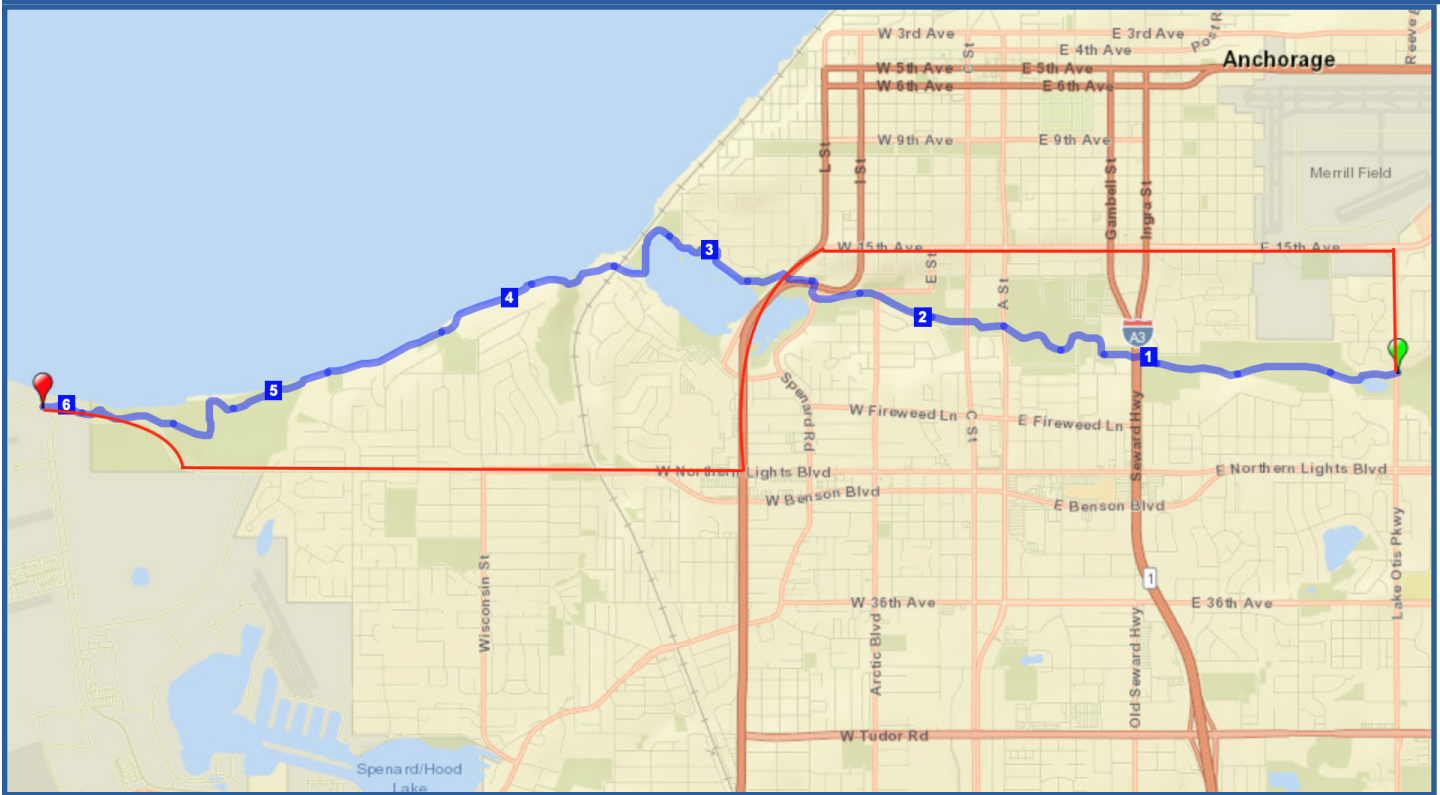 W 3rd Ave
E 3rd Ave
E 4th Ave
Anchorage
W 5th Ave
E 5th Ave
W 6th Ave
E 6th Ave
C St
W 9th Ave
E 9th Ave
L St
I St
Gambell St
Ingra St
Merrill Field
3
W 15th Ave
E 15th Ave
E St
4
A St
2
A3
1
5
6
Spenard Rd
W Fireweed Ln
C St
E Fireweed Ln
Seward Hwy
W Northern Lights Blvd
E Northern Lights Blvd
W Benson Blvd
E Benson Blvd
Lake Otis Pkwy
1
Wisconsin St
W 36th Ave
E 36th Ave
Arctic Blvd
Old Seward Hwy
W Tudor Rd
Spenard/Hood
Lake